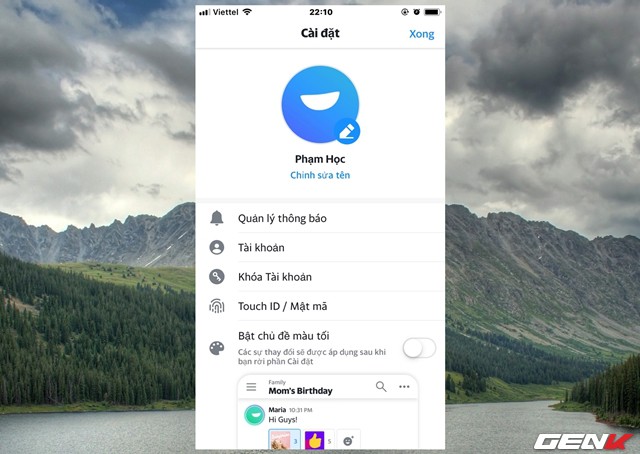 Viettel 22:10
Cài đặt Xong
Phạm Học
Chỉnh sửa tên
Quản lý thông báo
Tài khoản
Khóa Tài khoản
Touch ID / Mật mã
Bật chủ đề màu tối
Các sự thay đổi sẽ được áp dụng sau khi
bạn rời phần Cài đặt
Family
Mom's Birthday
Maria 10:31 PM
Hi Guys!
3 5
GENK